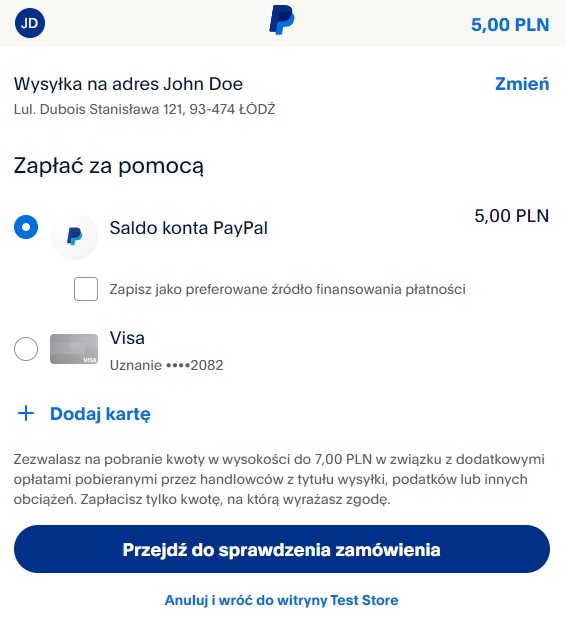 JD
5,00 PLN
Wysyłka na adres John Doe
Zmień
Lul. Dubois Stanisława 121, 93-474 ŁÓDŹ
Zapłać za pomocą
Saldo konta PayPal
5,00 PLN
Zapisz jako preferowane źródło finansowania płatności
Visa
VISA
Uznanie ••••2082
+ Dodaj kartę
Zezwalasz na pobranie kwoty w wysokości do 7,00 PLN w związku z dodatkowymi
opłatami pobieranymi przez handlowców z tytułu wysyłki, podatków lub innych
obciążeń. Zapłacisz tylko kwotę, na którą wyrażasz zgodę.
Przejdź do sprawdzenia zamówienia
Anuluj i wróć do witryny Test Store